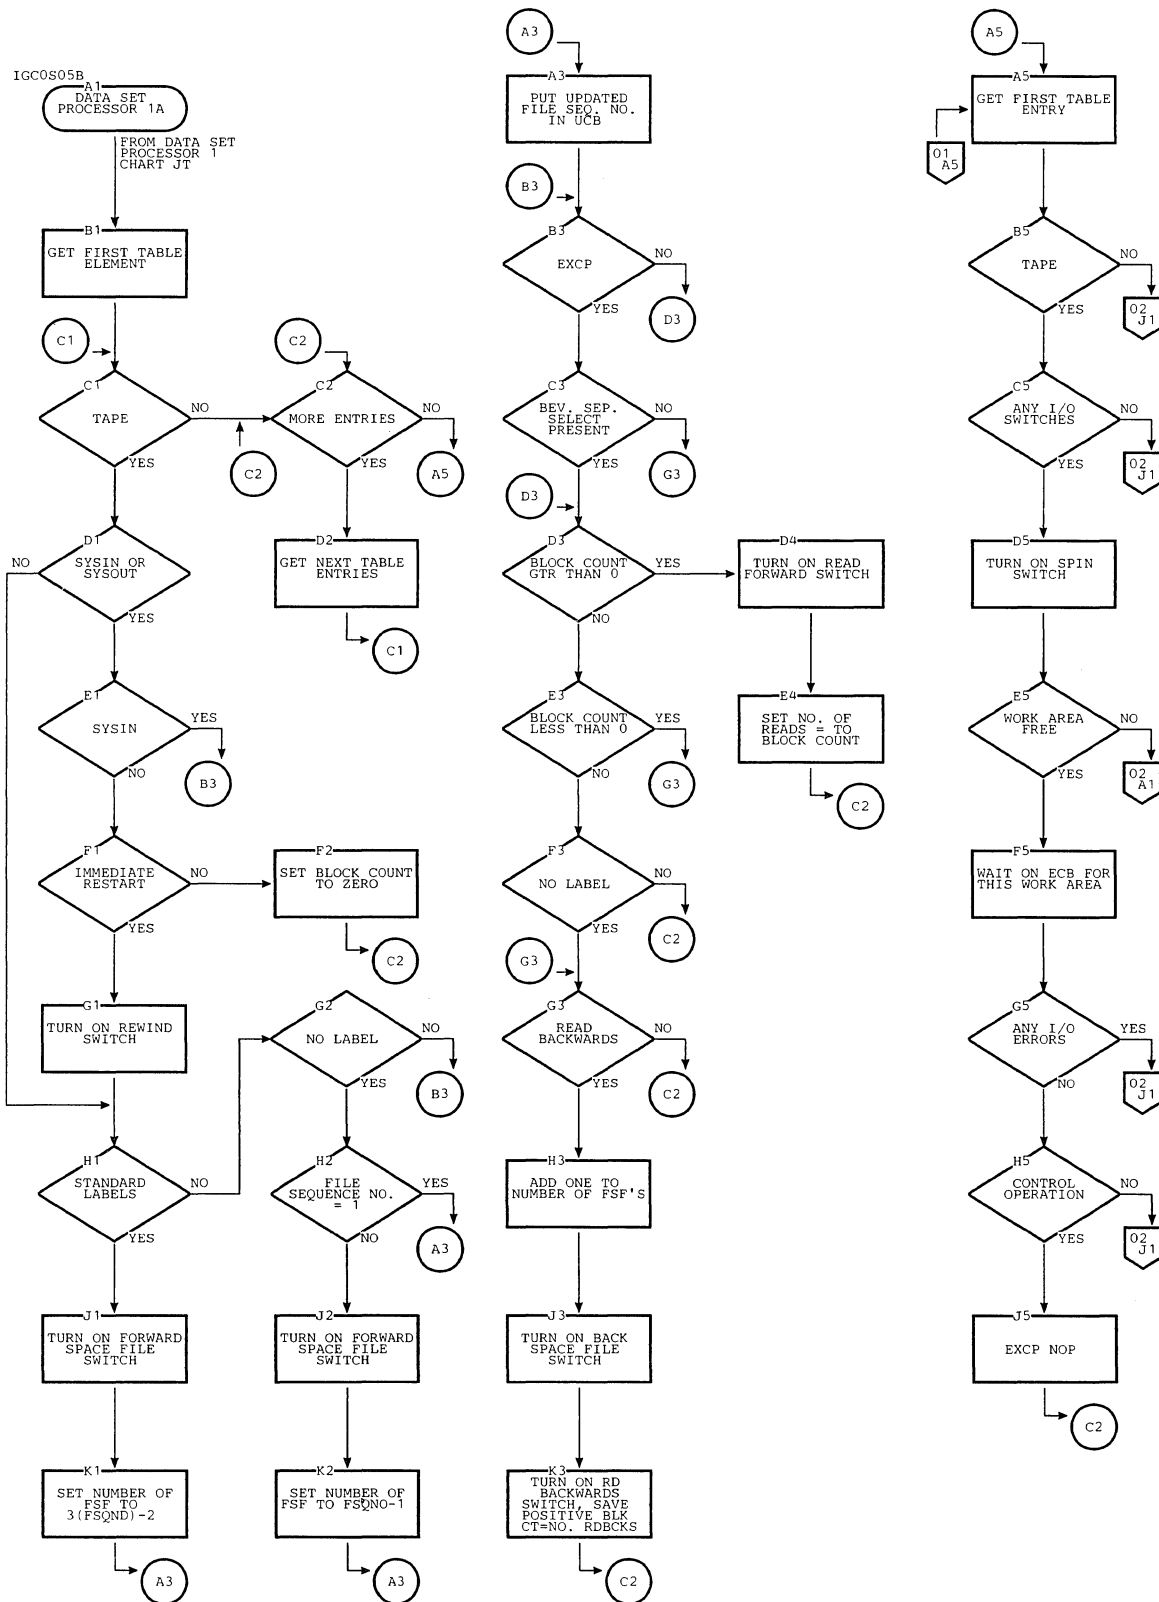 IGC0S05B
A1
DATA SET
PROCESSOR 1A
FROM DATA SET
PROCESSOR 1
CHART JT
B1
GET FIRST TABLE
ELEMENT
C1
C1
TAPE
NO
YES
C2
C2
C2
MORE ENTRIES
NO
YES
A5
D1
SYSIN OR
SYSOUT
NO
YES
D2
GET NEXT TABLE
ENTRIES
C1
E1
SYSIN
YES
NO
B3
F1
IMMEDIATE
RESTART
NO
YES
F2
SET BLOCK COUNT
TO ZERO
C2
G1
TURN ON REWIND
SWITCH
G2
NO LABEL
NO
YES
B3
H1
STANDARD
LABELS
NO
YES
H2
FILE
SEQUENCE NO.
= 1
YES
NO
A3
J1
TURN ON FORWARD
SPACE FILE
SWITCH
J2
TURN ON FORWARD
SPACE FILE
SWITCH
K1
SET NUMBER OF
FSF TO
3(FSQND)-2
A3
K2
SET NUMBER OF
FSF TO FSQNO-1
A3
A3
A3
PUT UPDATED
FILE SEQ. NO.
IN UCB
B3
B3
EXCP
NO
YES
D3
C3
BEV. SEP.
SELECT
PRESENT
NO
YES
G3
D3
D3
BLOCK COUNT
GTR THAN 0
YES
NO
D4
TURN ON READ
FORWARD SWITCH
E3
BLOCK COUNT
LESS THAN 0
YES
NO
G3
E4
SET NO. OF
READS = TO
BLOCK COUNT
C2
F3
NO LABEL
NO
YES
C2
G3
G3
READ
BACKWARDS
NO
YES
C2
H3
ADD ONE TO
NUMBER OF FSF'S
J3
TURN ON BACK
SPACE FILE
SWITCH
K3
TURN ON RD
BACKWARDS
SWITCH, SAVE
POSITIVE BLK
CT=NO. RDBCKS
C2
A5
A5
GET FIRST TABLE
ENTRY
01
A5
B5
TAPE
NO
YES
02
J1
C5
ANY I/O
SWITCHES
NO
YES
02
J1
D5
TURN ON SPIN
SWITCH
E5
WORK AREA
FREE
NO
YES
02
A1
F5
WAIT ON ECB FOR
THIS WORK AREA
G5
ANY I/O
ERRORS
YES
NO
02
J1
H5
CONTROL
OPERATION
NO
YES
02
J1
J5
EXCP NOP
C2